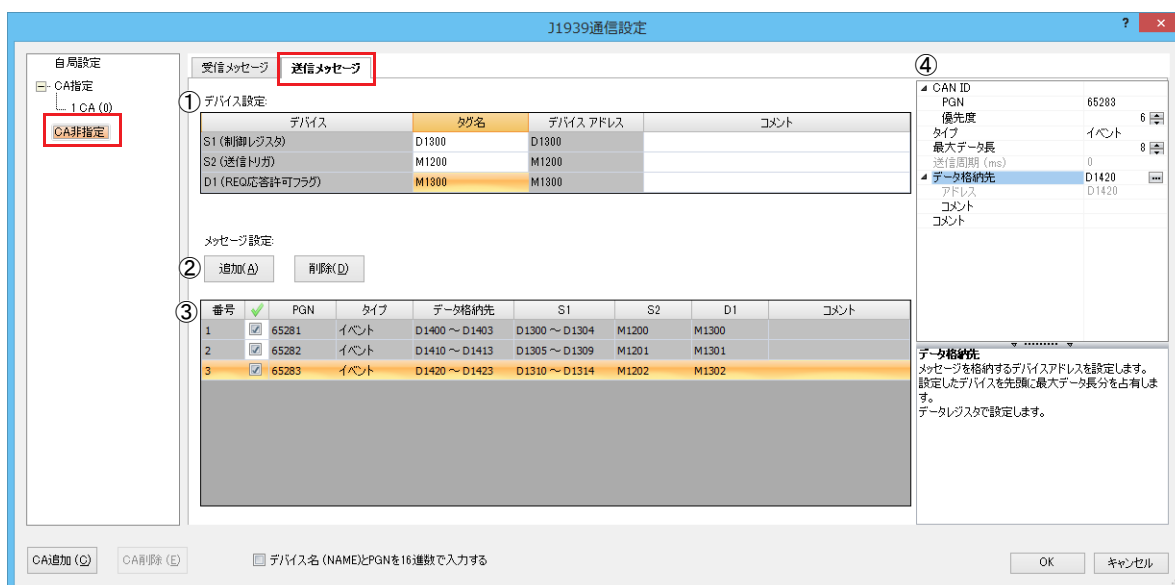 J1939通信設定
?
×
自局設定
CA指定
1 CA (0)
CA非指定
受信メッセージ 送信メッセージ
① デバイス設定:
デバイス タグ名 デバイス アドレス コメント
S1 (制御レジスタ) D1300 D1300
S2 (送信トリガ) M1200 M1200
D1 (REQ応答許可フラグ) M1300 M1300
メッセージ設定:
② 追加(A) 削除(D)
③ 番号 PGN タイプ データ格納先 S1 S2 D1 コメント
1 65281 イベント D1400 ~ D1403 D1300 ~ D1304 M1200 M1300
2 65282 イベント D1410 ~ D1413 D1305 ~ D1309 M1201 M1301
3 65283 イベント D1420 ~ D1423 D1310 ~ D1314 M1202 M1302
④
CAN ID
PGN 65283
優先度 6
タイプ イベント
最大データ長 8
送信周期 (ms) 0
データ格納先 D1420 ...
アドレス D1420
コメント
コメント
データ格納先
メッセージを格納するデバイスアドレスを設定します。
設定したデバイスを先頭に最大データ長分を占有しま
す。
データレジスタで設定します。
CA追加 (C) CA削除 (E)
デバイス名 (NAME)とPGNを16進数で入力する
OK キャンセル